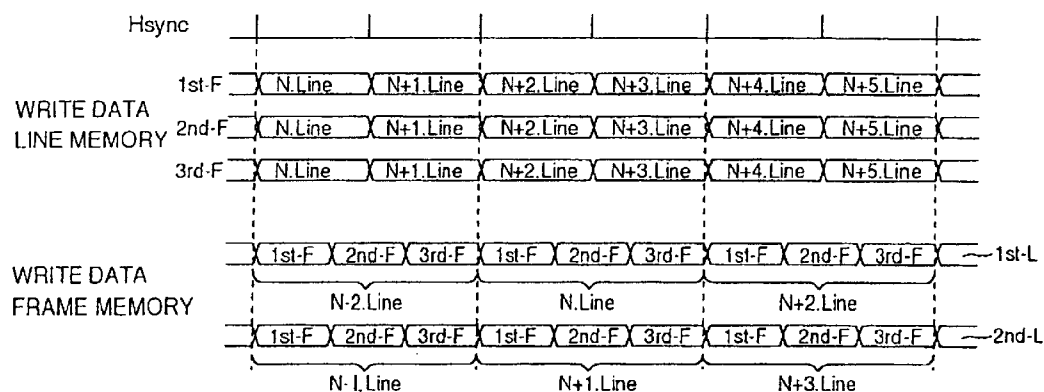 Hsync
1st-F N.Line N+1.Line N+2.Line N+3.Line N+4.Line N+5.Line
WRITE DATA
LINE MEMORY
2nd-F N.Line N+1.Line N+2.Line N+3.Line N+4.Line N+5.Line
3rd-F N.Line N+1.Line N+2.Line N+3.Line N+4.Line N+5.Line
WRITE DATA
FRAME MEMORY
1st-F 2nd-F 3rd-F 1st-F 2nd-F 3rd-F 1st-F 2nd-F 3rd-F 1st-L
N-2.Line N.Line N+2.Line
1st-F 2nd-F 3rd-F 1st-F 2nd-F 3rd-F 1st-F 2nd-F 3rd-F 2nd-L
N-1.Line N+1.Line N+3.Line